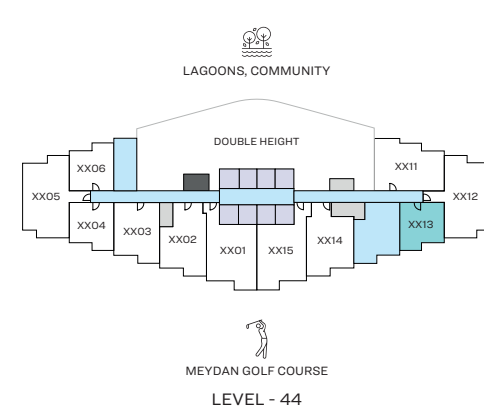 LAGOONS, COMMUNITY
DOUBLE HEIGHT
XX06
XX11
XX05
XX12
XX04
XX03
XX02
XX01
XX15
XX14
XX13
MEYDAN GOLF COURSE
LEVEL - 44